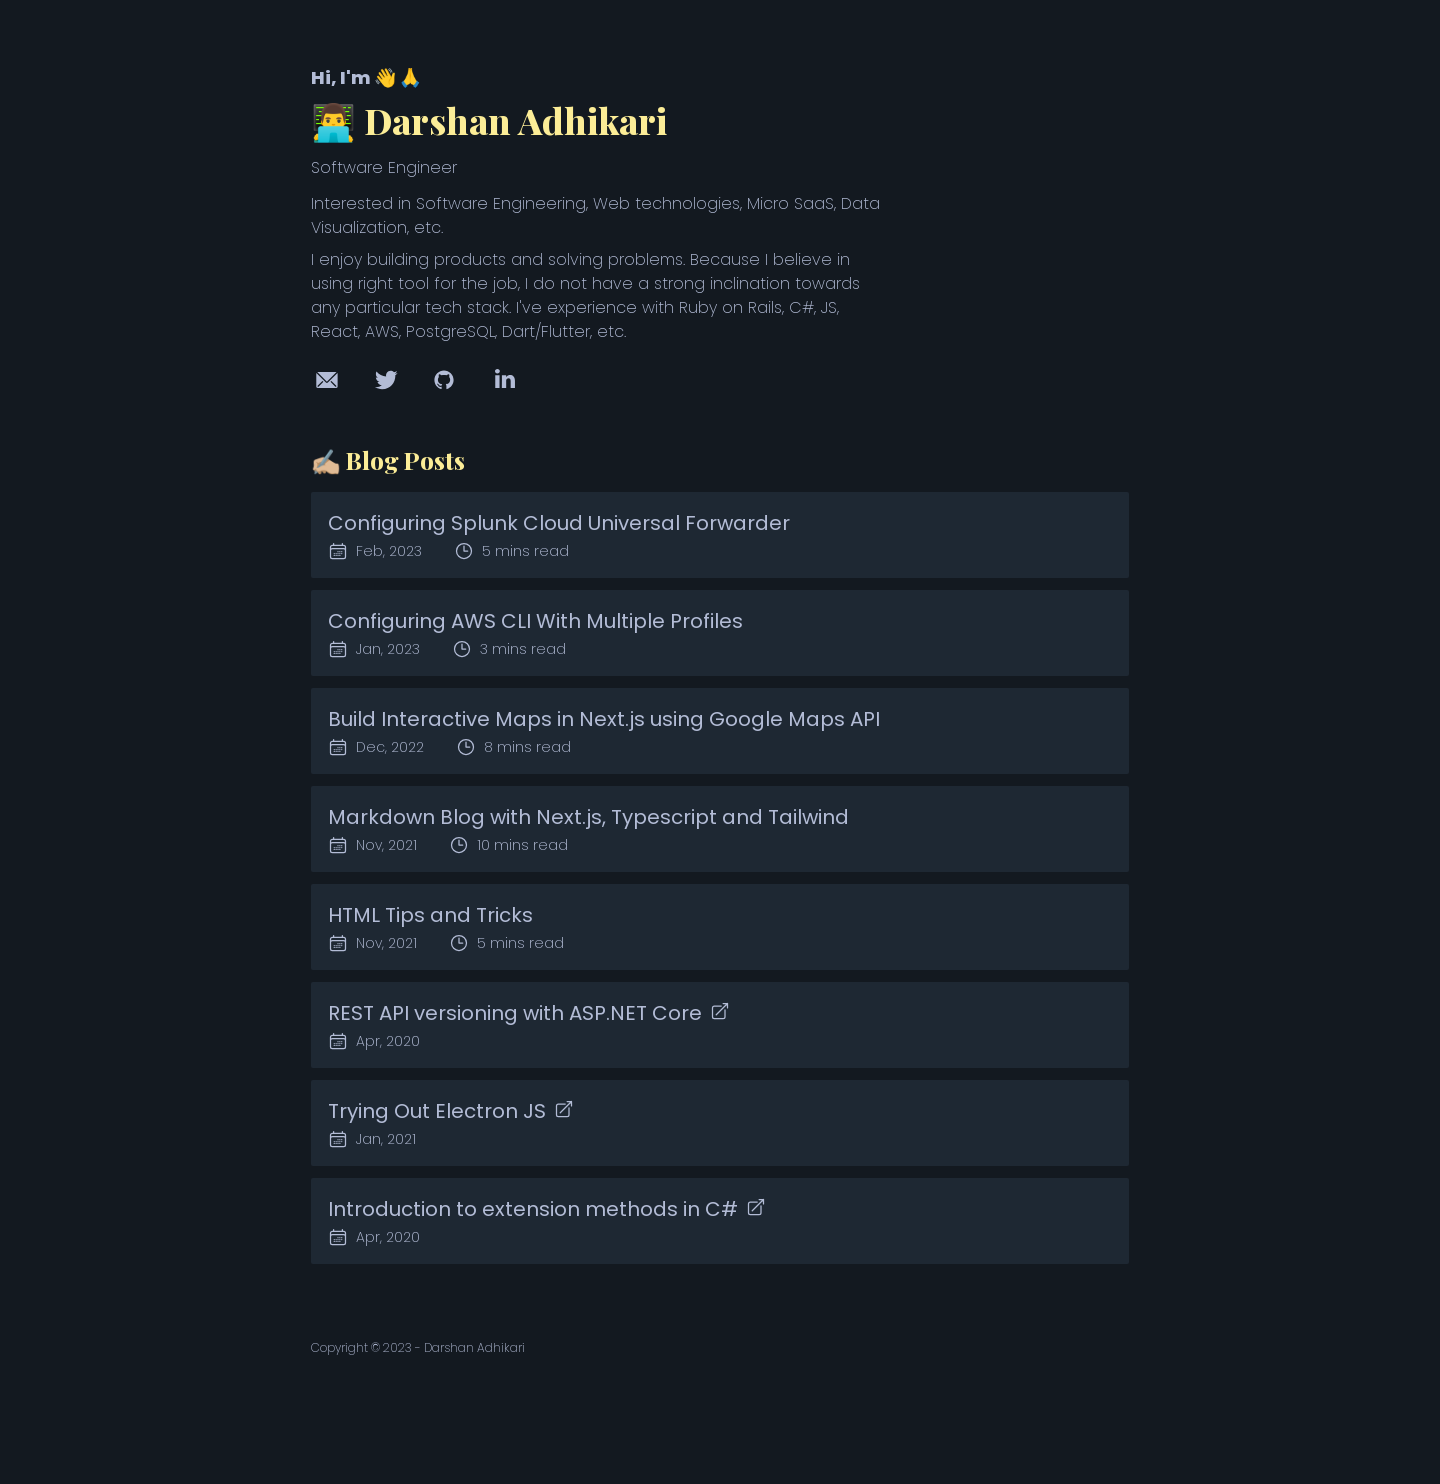 Hi, I'm 👋🙏
👨‍💻 Darshan Adhikari
Software Engineer
Interested in Software Engineering, Web technologies, Micro SaaS, Data
Visualization, etc.
I enjoy building products and solving problems. Because I believe in
using right tool for the job, I do not have a strong inclination towards
any particular tech stack. I've experience with Ruby on Rails, C#, JS,
React, AWS, PostgreSQL, Dart/Flutter, etc.
✍🏼 Blog Posts
Configuring Splunk Cloud Universal Forwarder
Feb, 2023 5 mins read
Configuring AWS CLI With Multiple Profiles
Jan, 2023 3 mins read
Build Interactive Maps in Next.js using Google Maps API
Dec, 2022 8 mins read
Markdown Blog with Next.js, Typescript and Tailwind
Nov, 2021 10 mins read
HTML Tips and Tricks
Nov, 2021 5 mins read
REST API versioning with ASP.NET Core
Apr, 2020
Trying Out Electron JS
Jan, 2021
Introduction to extension methods in C#
Apr, 2020
Copyright © 2023 - Darshan Adhikari